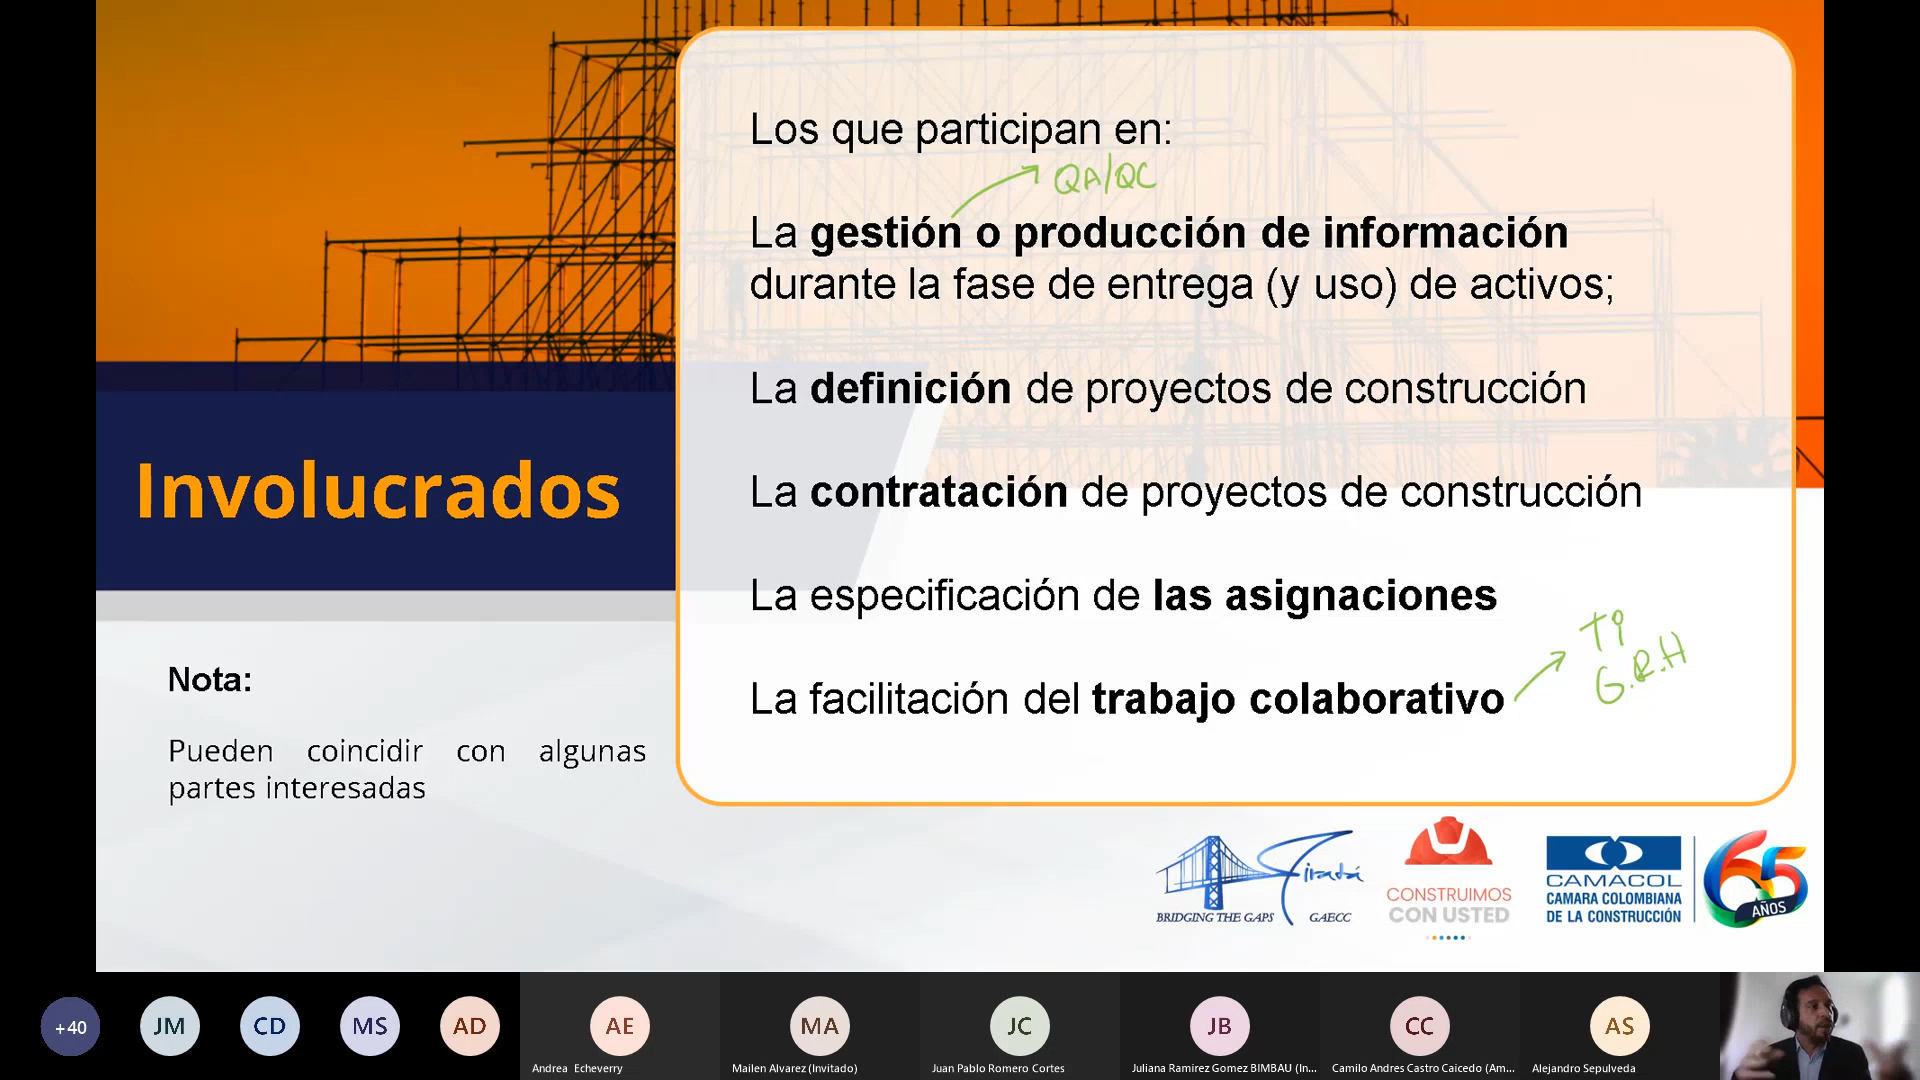 Los que participan en:
QA/QC
La gestión o producción de información
durante la fase de entrega (y uso) de activos;
La definición de proyectos de construcción
La contratación de proyectos de construcción
La especificación de las asignaciones
La facilitación del trabajo colaborativo
Ti
G.R.H
Involucrados
Nota:
Pueden coincidir con algunas
partes interesadas
BRIDGING THE GAPS GAECC
CONSTRUIMOS
CON USTED
CAMACOL
CAMARA COLOMBIANA
DE LA CONSTRUCCIÓN
65
AÑOS
+40
JM
CD
MS
AD
AE
Andrea Echeverry
MA
Mailen Alvarez (Invitado)
JC
Juan Pablo Romero Cortes
JB
Juliana Ramirez Gomez BIMBAU (In...
CC
Camilo Andres Castro Caicedo (Am...
AS
Alejandro Sepulveda